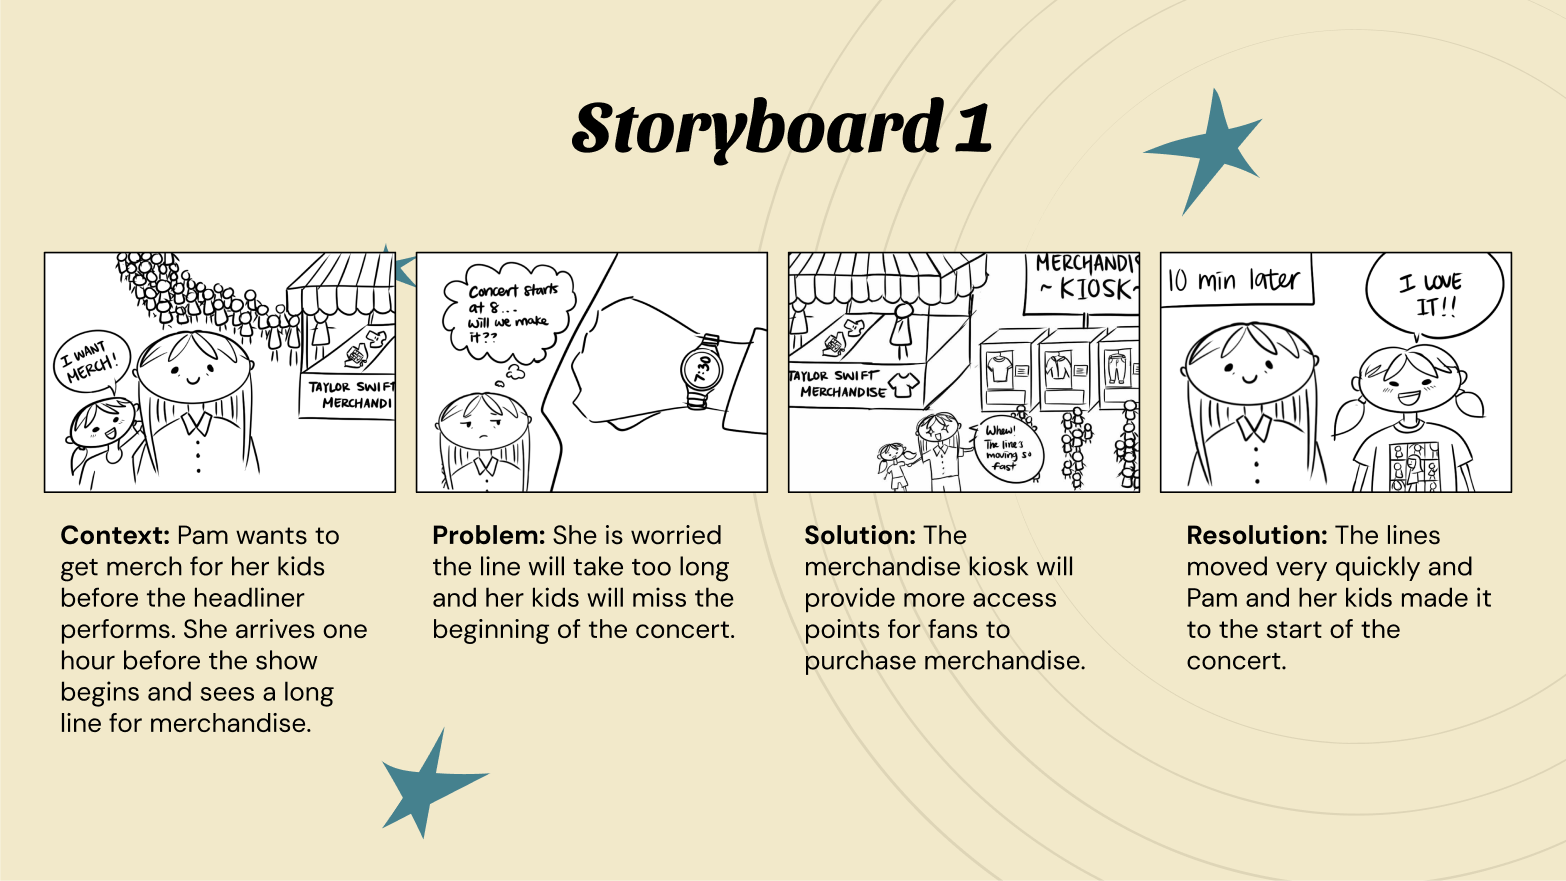 Storyboard 1
I WANT
MERCH!
TAYLOR SWIFT
MERCHANDI
Concert starts
at 8...
will we make
it??
7:30
TAYLOR SWIFT
MERCHANDISE
MERCHANDIS
~ KIOSK~
Whew!
The line's
moving so
fast
10 min later
I LOVE
IT!!
Context: Pam wants to
get merch for her kids
before the headliner
performs. She arrives one
hour before the show
begins and sees a long
line for merchandise.
Problem: She is worried
the line will take too long
and her kids will miss the
beginning of the concert.
Solution: The
merchandise kiosk will
provide more access
points for fans to
purchase merchandise.
Resolution: The lines
moved very quickly and
Pam and her kids made it
to the start of the
concert.